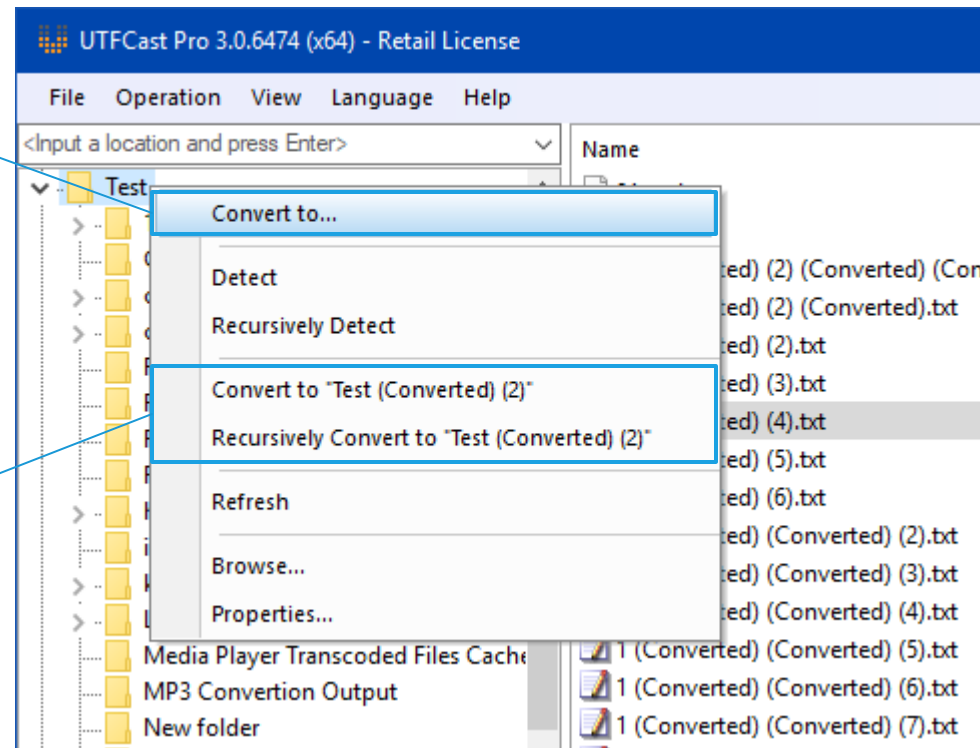 UTFCast Pro 3.0.6474 (x64) - Retail License
File Operation View Language Help
<Input a location and press Enter>
Name
Test
Convert to...
Detect
Recursively Detect
Convert to "Test (Converted) (2)"
Recursively Convert to "Test (Converted) (2)"
Refresh
Browse...
Properties...
Media Player Transcoded Files Cache
MP3 Convertion Output
New folder
ted) (2) (Converted) (Con
ted) (2) (Converted).txt
ted) (2).txt
ted) (3).txt
ted) (4).txt
ted) (5).txt
ted) (6).txt
ted) (Converted) (2).txt
ted) (Converted) (3).txt
ted) (Converted) (4).txt
1 (Converted) (Converted) (5).txt
1 (Converted) (Converted) (6).txt
1 (Converted) (Converted) (7).txt